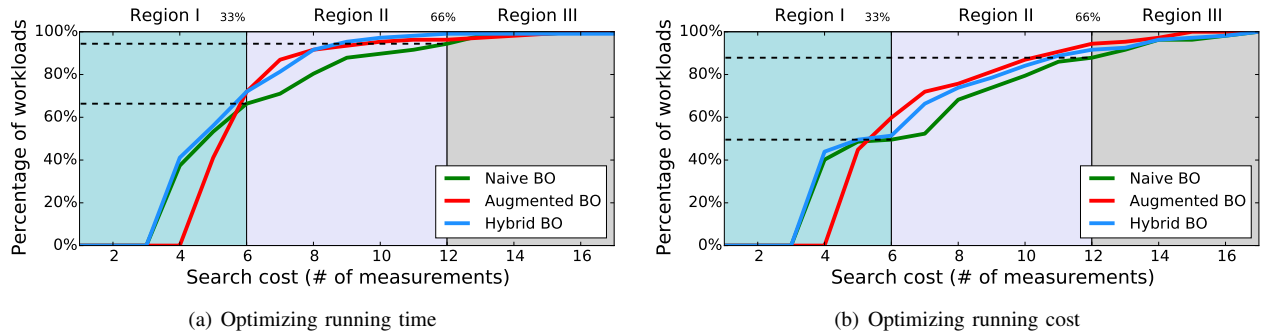 Region I 33% Region II 66% Region III
100%
80%
60%
40%
20%
0%
Percentage of workloads
Naive BO
Augmented BO
Hybrid BO
2 4 6 8 10 12 14 16
Search cost (# of measurements)
(a) Optimizing running time
Region I 33% Region II 66% Region III
100%
80%
60%
40%
20%
0%
Percentage of workloads
Naive BO
Augmented BO
Hybrid BO
2 4 6 8 10 12 14 16
Search cost (# of measurements)
(b) Optimizing running cost